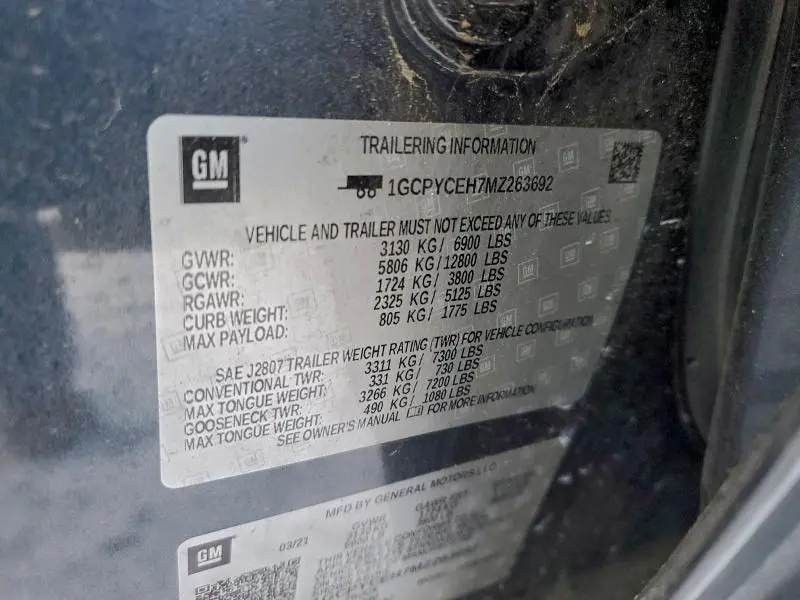 GM
TRAILERING INFORMATION
1GCPYCEH7MZ263692
VEHICLE AND TRAILER MUST NOT EXCEED ANY OF THESE VALUES
GVWR: 3130 KG/ 6900 LBS
GCWR: 5806 KG/12800 LBS
RGAWR: 1724 KG/ 3800 LBS
CURB WEIGHT: 2325 KG/ 5125 LBS
MAX PAYLOAD: 805 KG/ 1775 LBS
SAE J2807 TRAILER WEIGHT RATING (TWR) FOR VEHICLE CONFIGURATION
CONVENTIONAL TWR: 3311 KG/ 7300 LBS
MAX TONGUE WEIGHT: 331 KG/ 730 LBS
GOOSENECK TWR: 3266 KG/ 7200 LBS
MAX TONGUE WEIGHT: 490 KG/ 1080 LBS
SEE OWNER'S MANUAL FOR MORE INFORMATION
MFD BY GENERAL MOTORS LLC
GM
03/21
GVWR
GAWR FRT